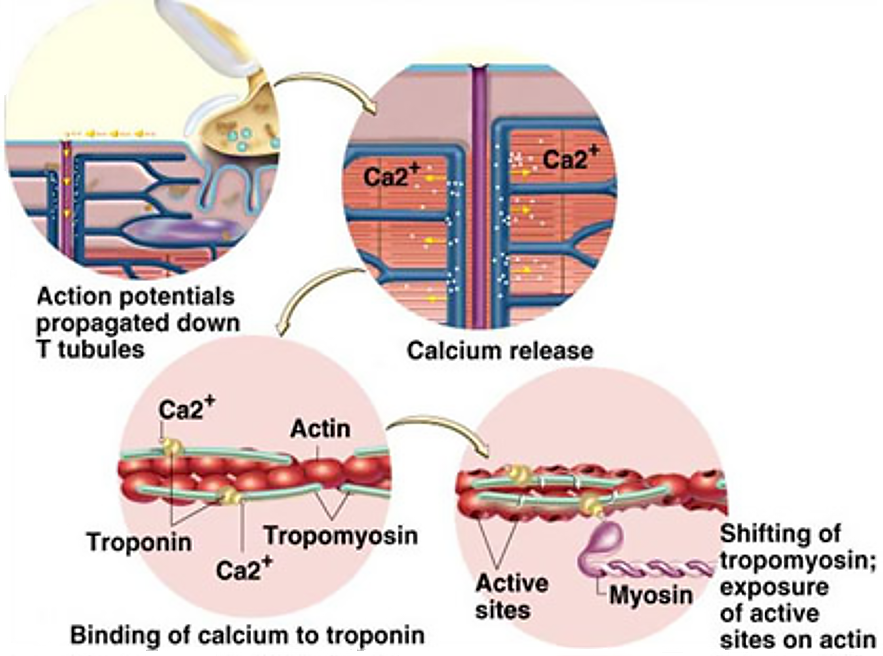 Action potentials
propagated down
T tubules
Ca2+
Ca2+
Calcium release
Ca2+
Actin
Troponin
Tropomyosin
Ca2+
Binding of calcium to troponin
Active
sites
Myosin
Shifting of
tropomyosin;
exposure
of active
sites on actin